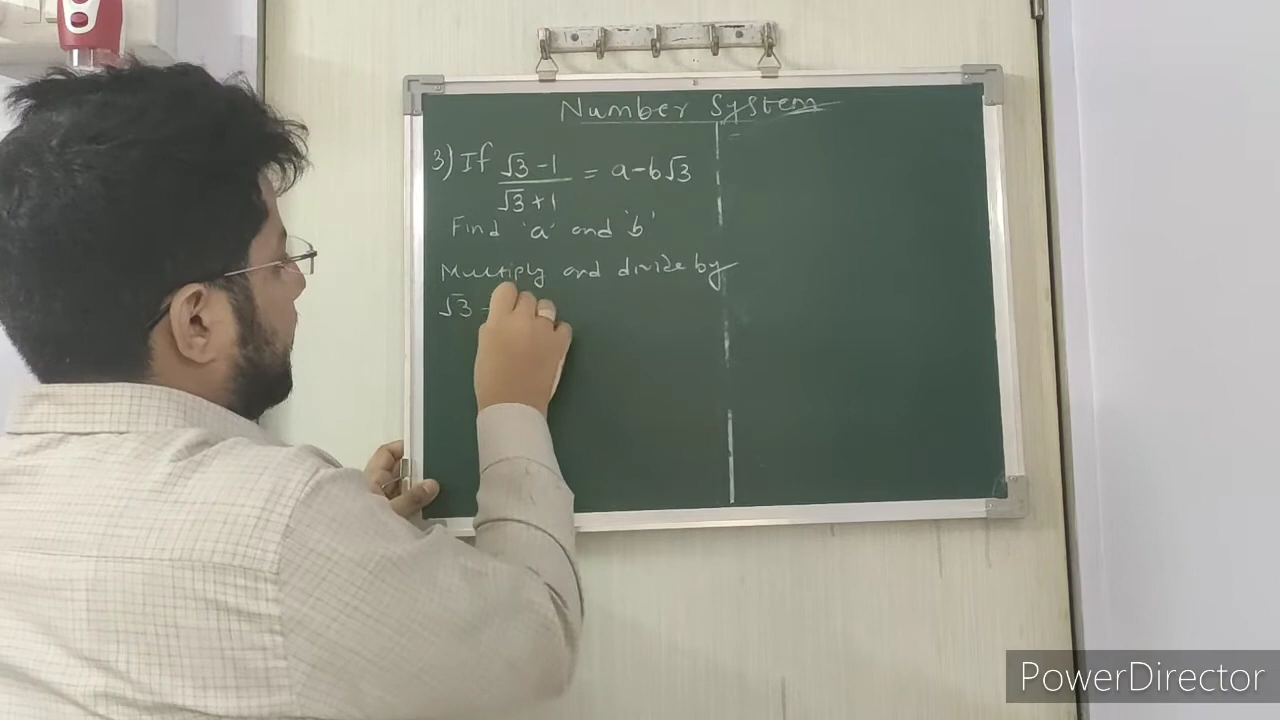 Number System
3) If √3 - 1 / √3 + 1 = a - b√3
Find 'a' and 'b'
Multiply and divide by
√3 -
PowerDirector